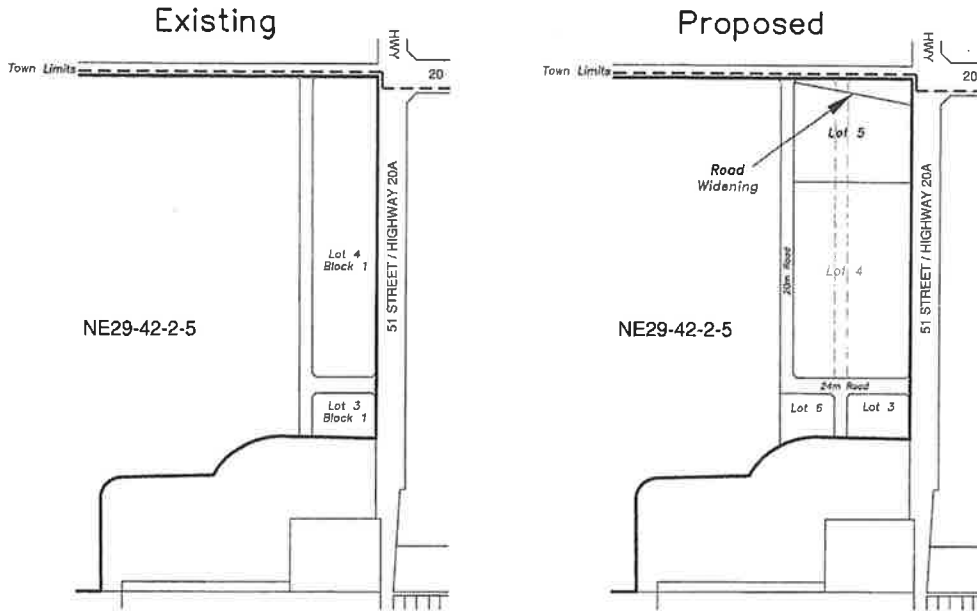 Existing
HWY
Town Limits
20
51 STREET / HIGHWAY 20A
Lot 4
Block 1
NE29-42-2-5
Lot 3
Block 1
Proposed
HWY
Town Limits
20
Lot 5
Road
Widening
51 STREET / HIGHWAY 20A
20m Road
Lot 4
NE29-42-2-5
24m Road
Lot 6
Lot 3